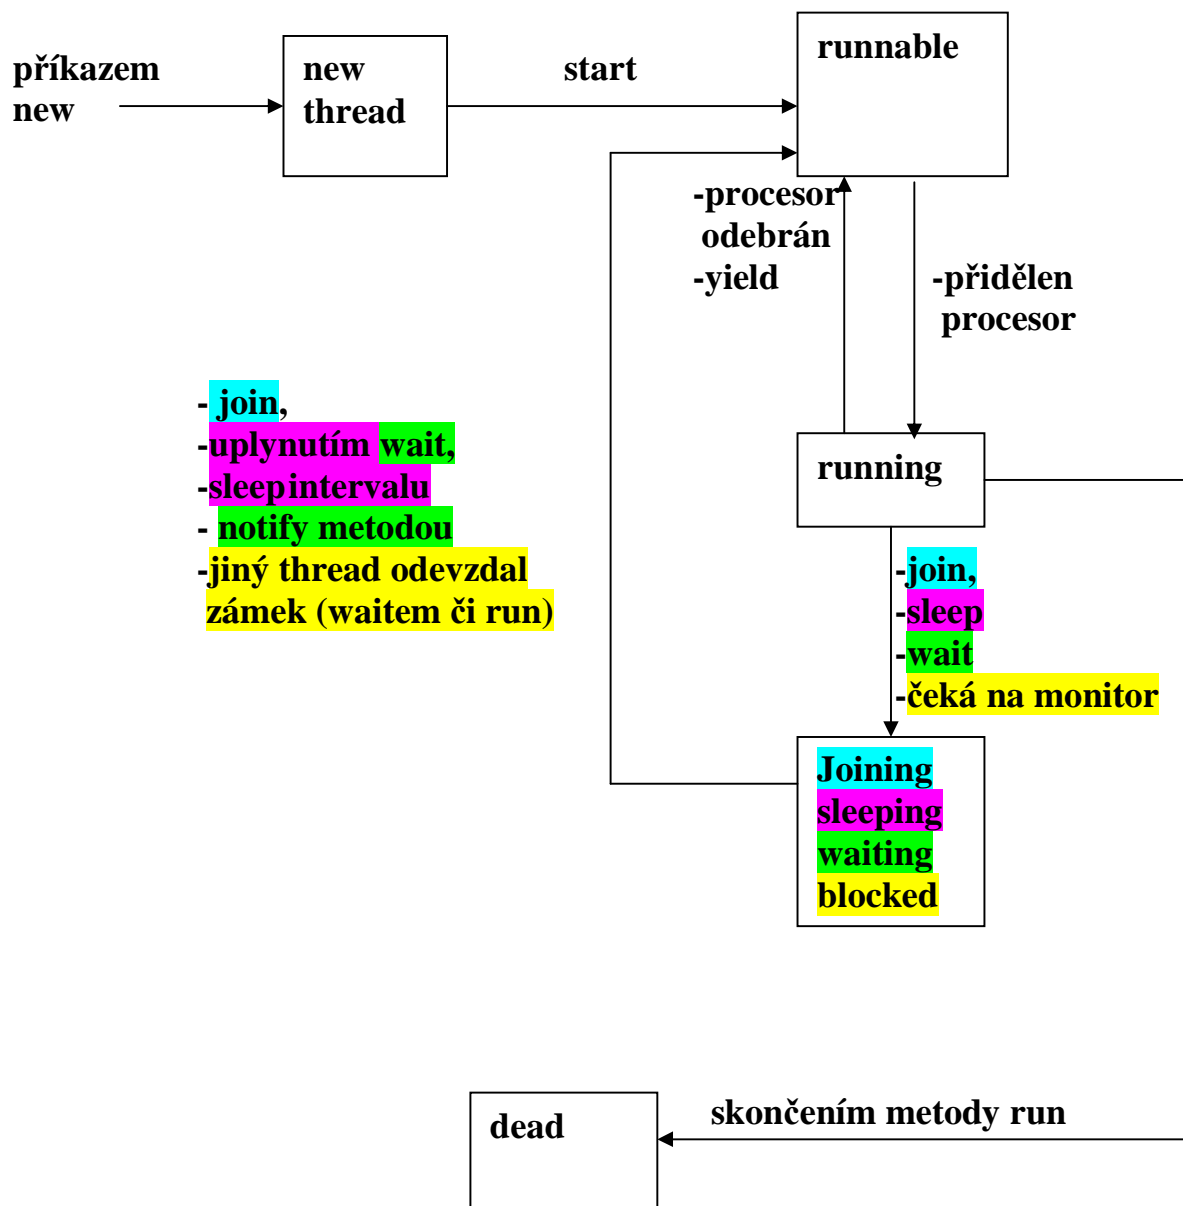 příkazem
new
new
thread
start
runnable
-procesor
odebrán
-yield
-přidělen
procesor
- join,
-uplynutím wait,
-sleep intervalu
- notify metodou
-jiný thread odevzdal
zámek (waitem či run)
running
-join,
-sleep
-wait
-čeká na monitor
Joining
sleeping
waiting
blocked
dead
skončením metody run